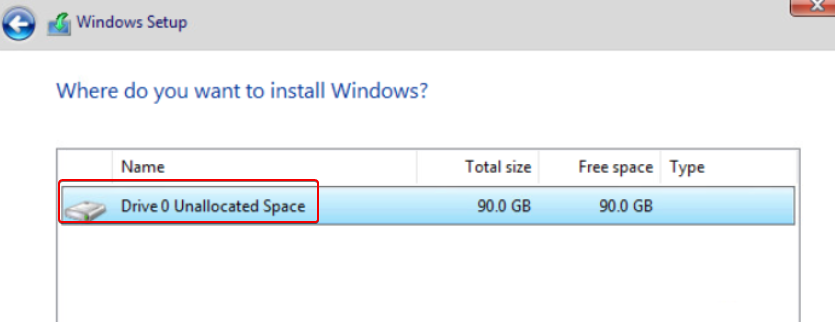 Windows Setup
Where do you want to install Windows?
Name Total size Free space Type
Drive 0 Unallocated Space 90.0 GB 90.0 GB